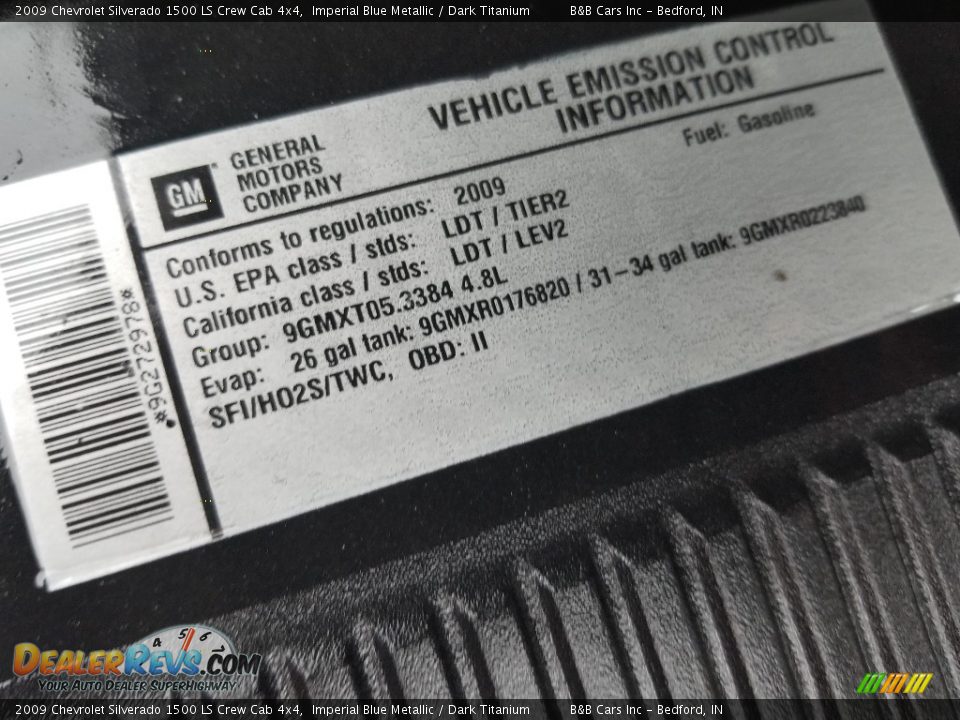 2009 Chevrolet Silverado 1500 LS Crew Cab 4x4, Imperial Blue Metallic / Dark Titanium B&B Cars Inc - Bedford, IN
VEHICLE EMISSION CONTROL
INFORMATION
GM
GENERAL
MOTORS
COMPANY
Fuel: Gasoline
Conforms to regulations: 2009
U.S. EPA class / stds: LDT / TIER2
California class / stds: LDT / LEV2
Group: 9GMXT05.3384 4.8L
Evap: 26 gal tank: 9GMXR0176820 / 31-34 gal tank: 9GMXR0223840
SFI/HO2S/TWC, OBD: II
DEALERREVS.COM
YOUR AUTO DEALER SUPERHIGHWAY
4 5 6
2009 Chevrolet Silverado 1500 LS Crew Cab 4x4, Imperial Blue Metallic / Dark Titanium B&B Cars Inc - Bedford, IN